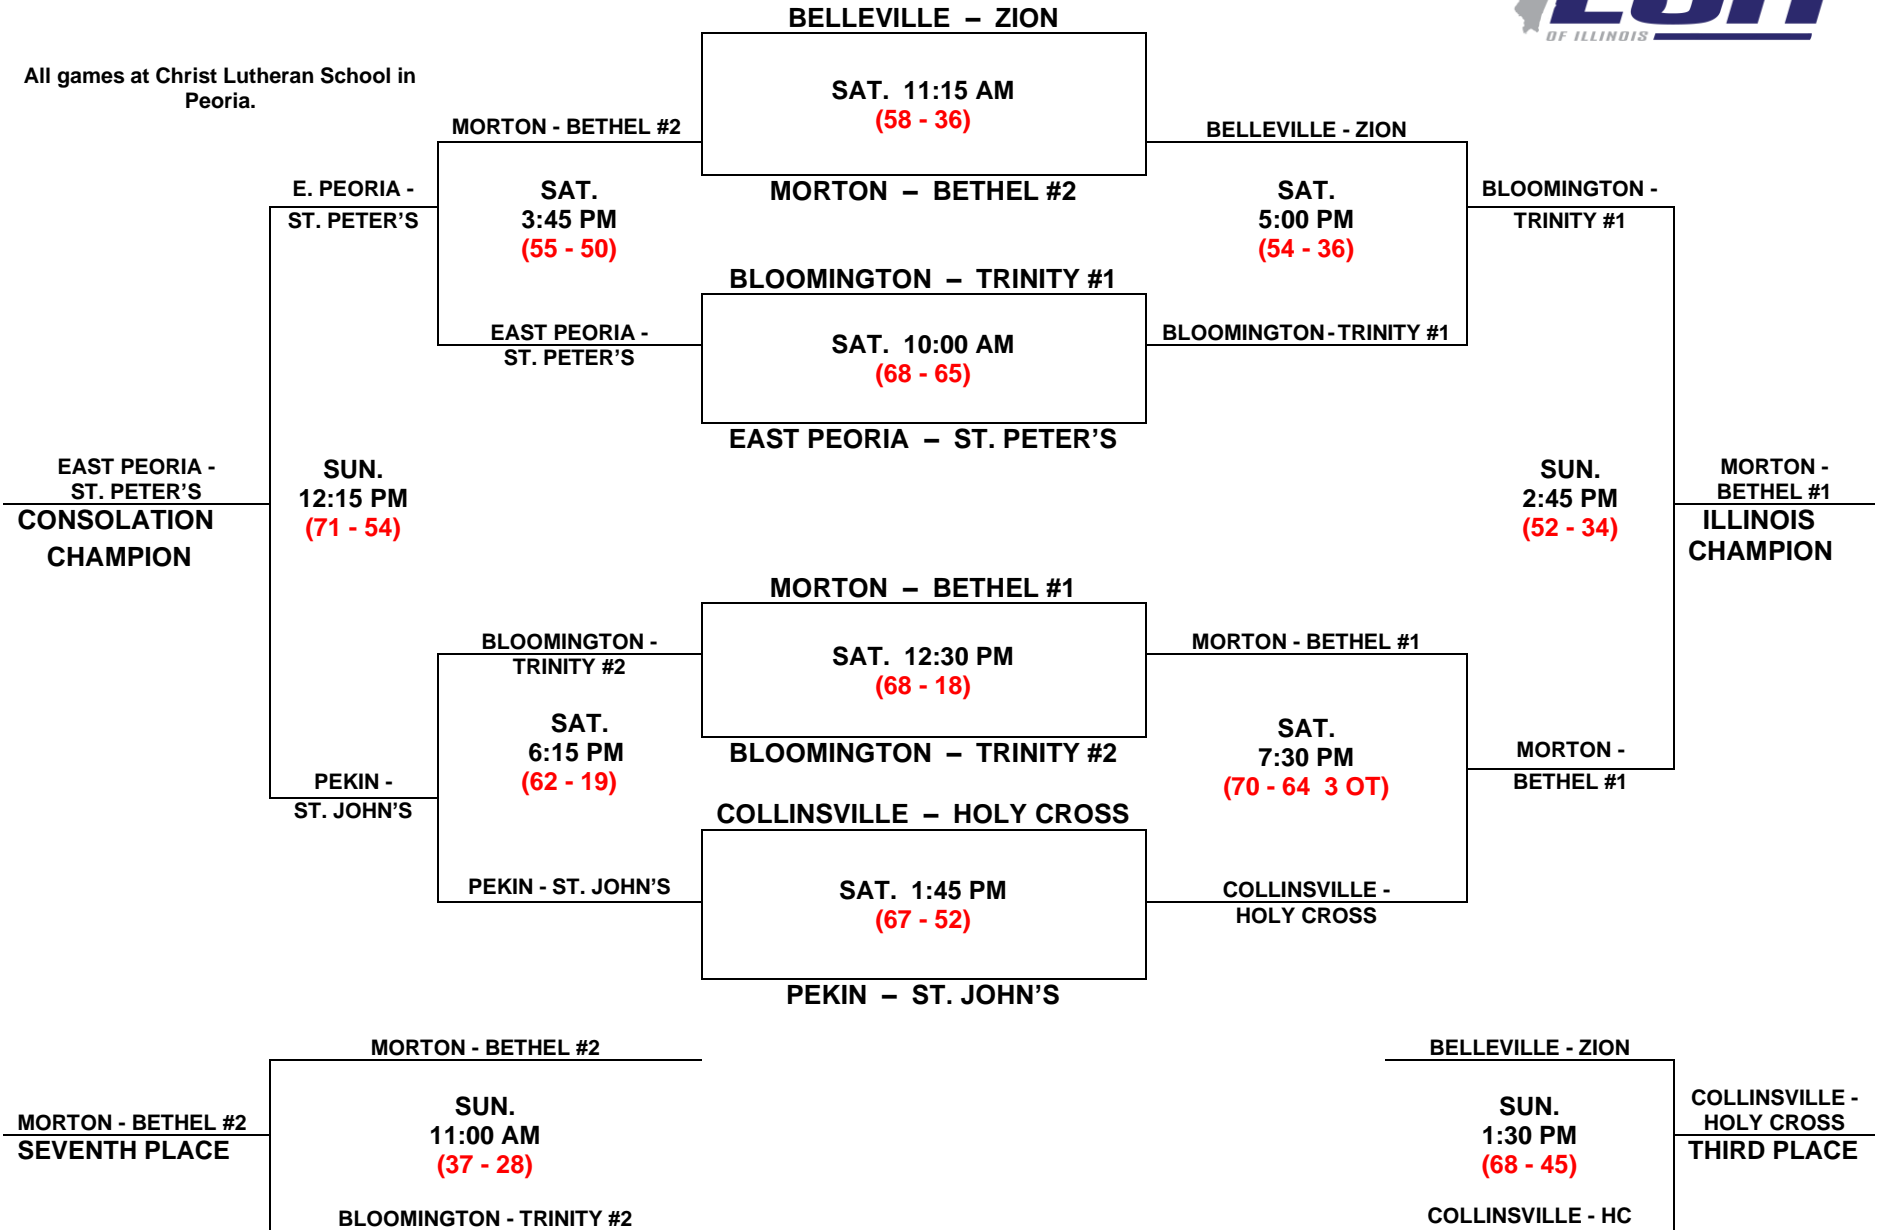 BELLEVILLE – ZION
OF ILLINOIS
All games at Christ Lutheran School in
Peoria.
SAT. 11:15 AM
(58 - 36)
MORTON - BETHEL #2
BELLEVILLE - ZION
E. PEORIA -
ST. PETER'S
SAT.
3:45 PM
(55 - 50)
MORTON – BETHEL #2
SAT.
5:00 PM
(54 - 36)
BLOOMINGTON -
TRINITY #1
BLOOMINGTON – TRINITY #1
EAST PEORIA -
ST. PETER'S
SAT. 10:00 AM
(68 - 65)
BLOOMINGTON - TRINITY #1
EAST PEORIA – ST. PETER'S
EAST PEORIA -
ST. PETER'S
CONSOLATION
CHAMPION
SUN.
12:15 PM
(71 - 54)
SUN.
2:45 PM
(52 - 34)
MORTON -
BETHEL #1
ILLINOIS
CHAMPION
MORTON – BETHEL #1
BLOOMINGTON -
TRINITY #2
SAT. 12:30 PM
(68 - 18)
MORTON - BETHEL #1
SAT.
6:15 PM
(62 - 19)
BLOOMINGTON – TRINITY #2
SAT.
7:30 PM
(70 - 64 3 OT)
MORTON -
BETHEL #1
PEKIN -
ST. JOHN'S
COLLINSVILLE – HOLY CROSS
PEKIN - ST. JOHN'S
SAT. 1:45 PM
(67 - 52)
COLLINSVILLE -
HOLY CROSS
PEKIN – ST. JOHN'S
MORTON - BETHEL #2
BELLEVILLE - ZION
MORTON - BETHEL #2
SEVENTH PLACE
SUN.
11:00 AM
(37 - 28)
SUN.
1:30 PM
(68 - 45)
COLLINSVILLE -
HOLY CROSS
THIRD PLACE
BLOOMINGTON - TRINITY #2
COLLINSVILLE - HC